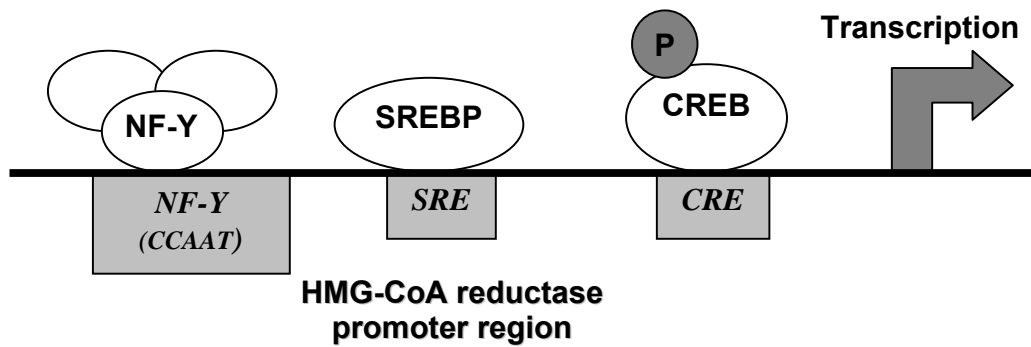 Transcription
P
NF-Y
SREBP
CREB
NF-Y
(CCAAT)
SRE
CRE
HMG-CoA reductase
promoter region